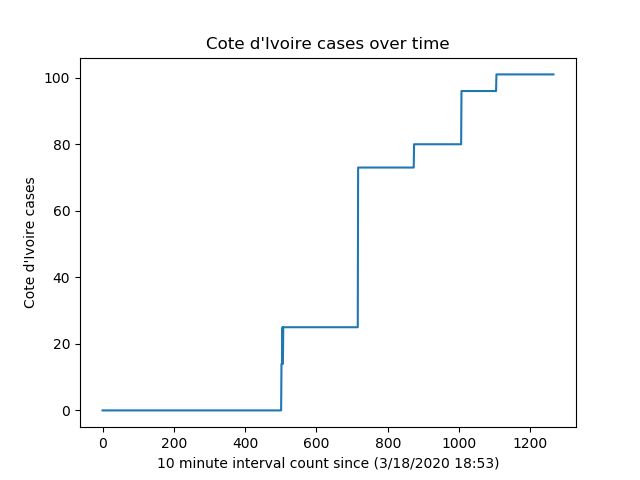 Cote d'Ivoire cases over time
100
80
60
40
20
0
Cote d'Ivoire cases
0 200 400 600 800 1000 1200
10 minute interval count since (3/18/2020 18:53)